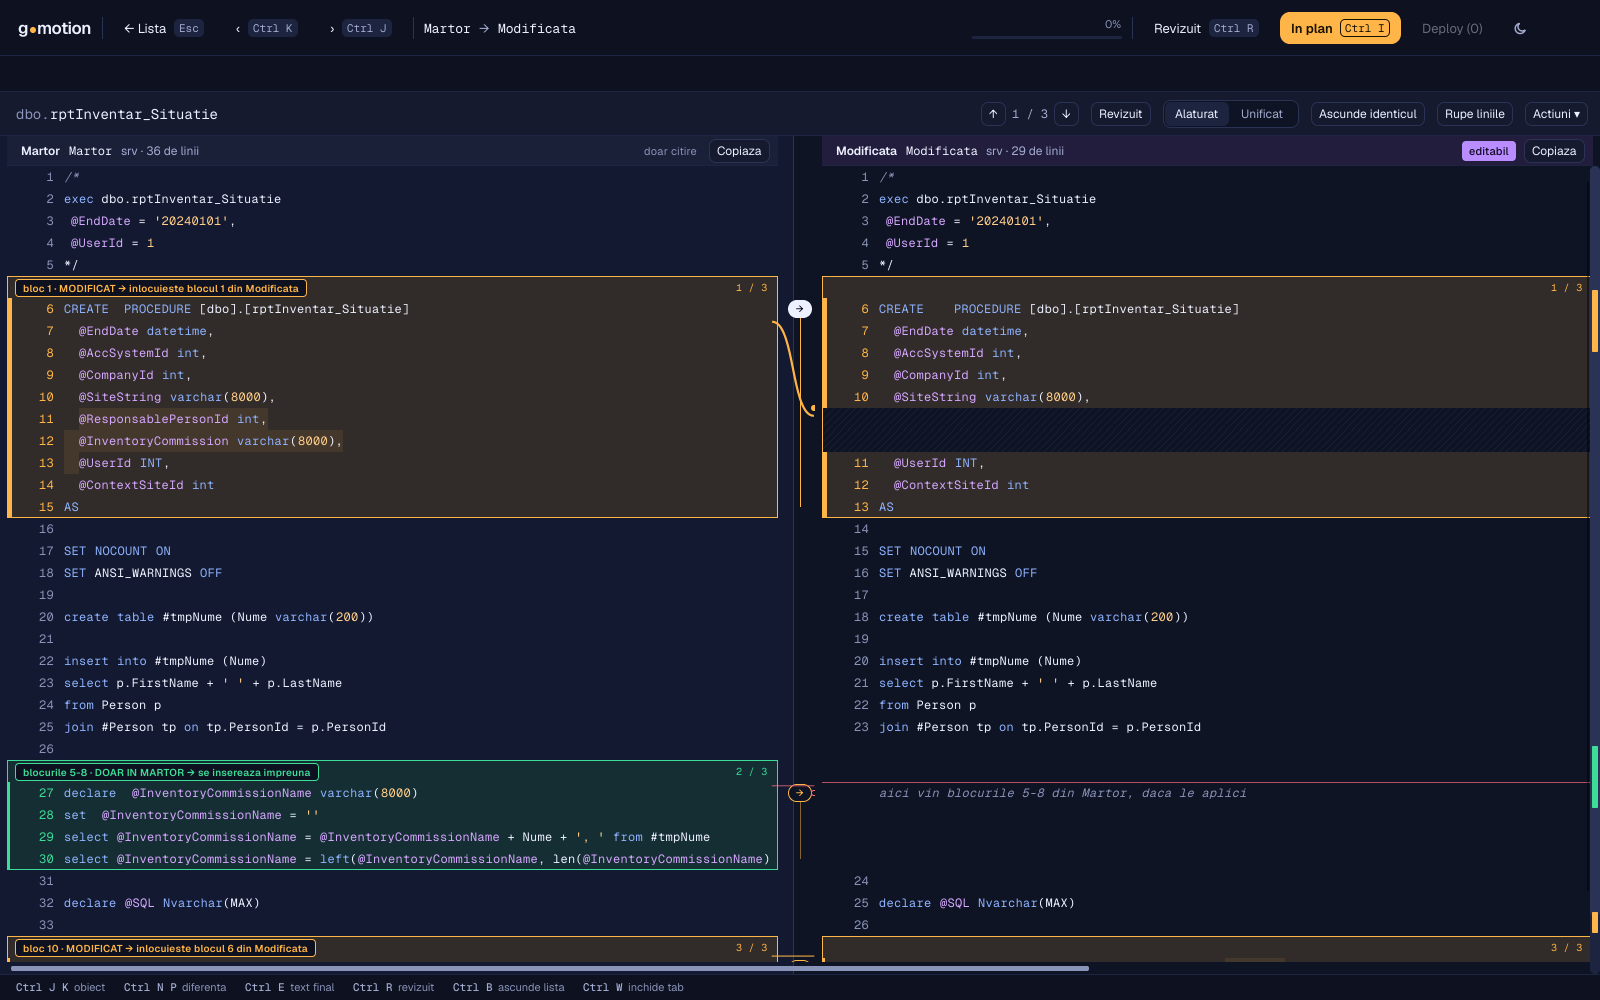 g•motion
← Lista Esc ‹ Ctrl K › Ctrl J Martor → Modificata 0% Revizuit Ctrl R In plan Ctrl I Deploy (0)
dbo.rptInventar_Situatie ↑ 1 / 3 ↓ Revizuit Alaturat Unificat Ascunde identicul Rupe liniile Actiuni ▾
Martor Martor srv · 36 de linii doar citire Copiaza
1 /*
2 exec dbo.rptInventar_Situatie
3 @EndDate = '20240101',
4 @UserId = 1
5 */
bloc 1 · MODIFICAT → inlocuieste blocul 1 din Modificata 1 / 3
6 CREATE  PROCEDURE [dbo].[rptInventar_Situatie]
7 @EndDate datetime,
8 @AccSystemId int,
9 @CompanyId int,
10 @SiteString varchar(8000),
11 @ResponsablePersonId int,
12 @InventoryCommission varchar(8000),
13 @UserId INT,
14 @ContextSiteId int
15 AS
16
17 SET NOCOUNT ON
18 SET ANSI_WARNINGS OFF
19
20 create table #tmpNume (Nume varchar(200))
21
22 insert into #tmpNume (Nume)
23 select p.FirstName + ' ' + p.LastName
24 from Person p
25 join #Person tp on tp.PersonId = p.PersonId
26
blocurile 5-8 · DOAR IN MARTOR → se insereaza impreuna 2 / 3
27 declare  @InventoryCommissionName varchar(8000)
28 set  @InventoryCommissionName = ''
29 select @InventoryCommissionName = @InventoryCommissionName + Nume + ', ' from #tmpNume
30 select @InventoryCommissionName = left(@InventoryCommissionName, len(@InventoryCommissionName)
31
32 declare @SQL Nvarchar(MAX)
33
bloc 10 · MODIFICAT → inlocuieste blocul 6 din Modificata 3 / 3
→
→
Modificata Modificata srv · 29 de linii editabil Copiaza
1 /*
2 exec dbo.rptInventar_Situatie
3 @EndDate = '20240101',
4 @UserId = 1
5 */
1 / 3
6 CREATE    PROCEDURE [dbo].[rptInventar_Situatie]
7 @EndDate datetime,
8 @AccSystemId int,
9 @CompanyId int,
10 @SiteString varchar(8000),
11 @UserId INT,
12 @ContextSiteId int
13 AS
14
15 SET NOCOUNT ON
16 SET ANSI_WARNINGS OFF
17
18 create table #tmpNume (Nume varchar(200))
19
20 insert into #tmpNume (Nume)
21 select p.FirstName + ' ' + p.LastName
22 from Person p
23 join #Person tp on tp.PersonId = p.PersonId
aici vin blocurile 5-8 din Martor, daca le aplici
24
25 declare @SQL Nvarchar(MAX)
26
3 / 3
Ctrl J K obiect Ctrl N P diferenta Ctrl E text final Ctrl R revizuit Ctrl B ascunde lista Ctrl W inchide tab